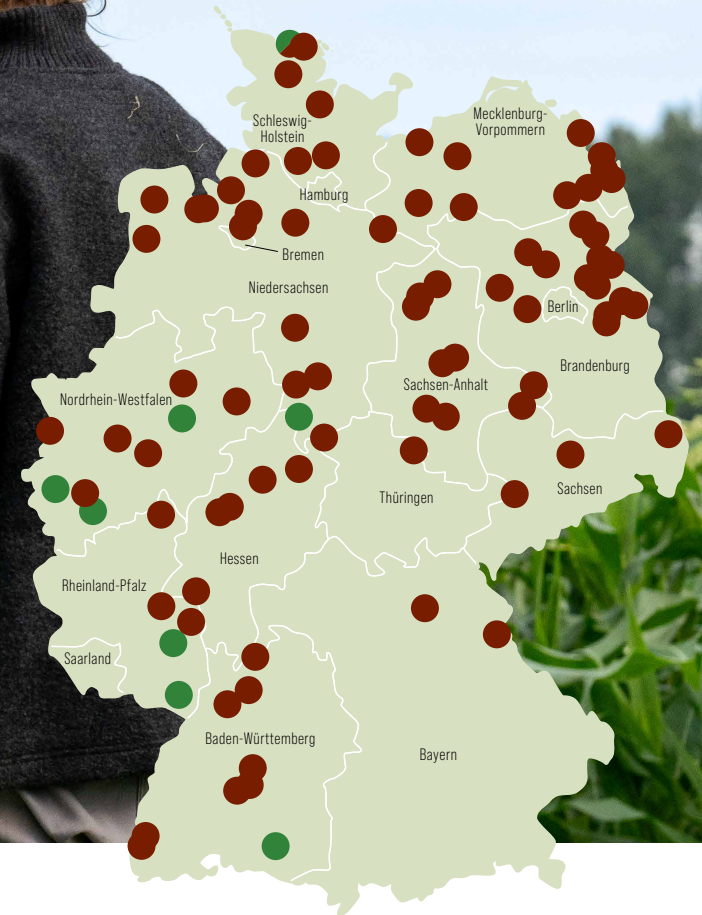 Schleswig-
Holstein
Mecklenburg-
Vorpommern
Hamburg
Bremen
Niedersachsen
Berlin
Brandenburg
Sachsen-Anhalt
Nordrhein-Westfalen
Sachsen
Thüringen
Hessen
Rheinland-Pfalz
Saarland
Baden-Württemberg
Bayern